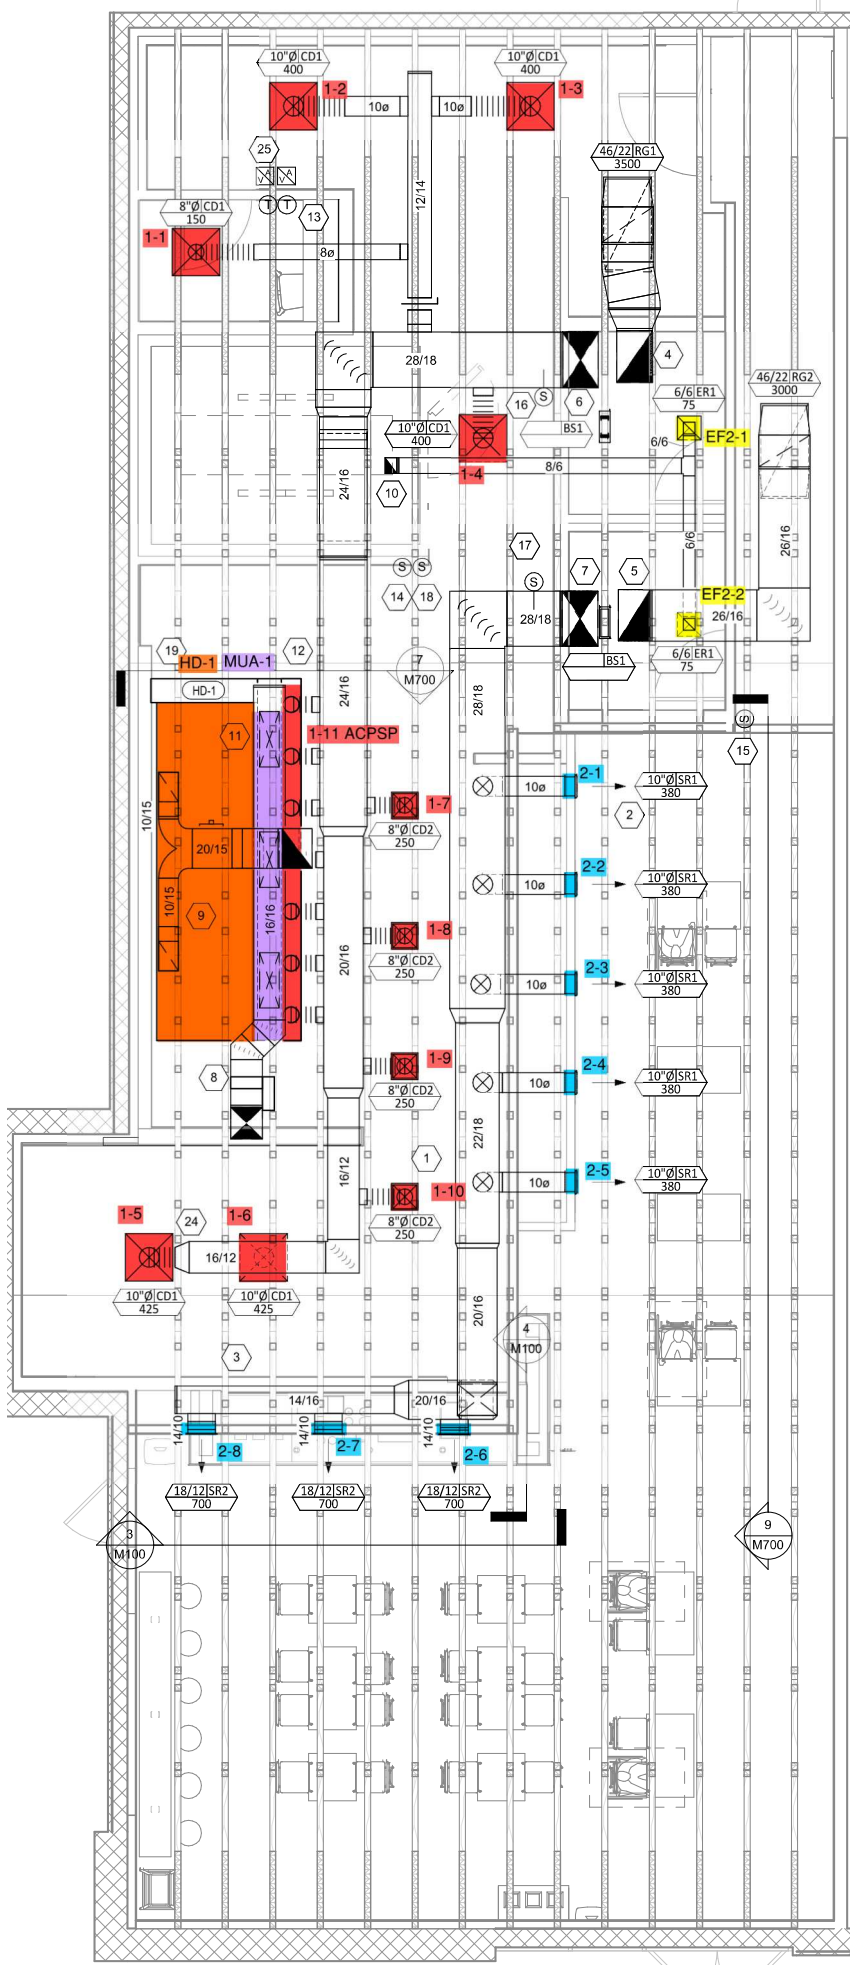 10"Ø CD1
400
1-2
10"Ø CD1
400
1-3
10ø
10ø
25
46/22 RG1
3500
V A
V A
T
T
13
12/14
8"Ø CD1
150
1-1
8ø
28/18
4
46/22 RG2
3000
16
S
6
6/6 ER1
75
10"Ø CD1
400
BS1
6/6
EF2-1
1-4
8/6
10
24/16
6/6
26/16
17
S
S
14
18
S
7
5
EF2-2
26/16
28/18
19
HD-1
MUA-1
12
7
M700
BS1
6/6 ER1
75
HD-1
24/16
28/18
S
15
11
1-11 ACPSP
2-1
10ø
10"Ø SR1
380
1-7
8"Ø CD2
250
2
10/15
20/15
2-2
10ø
10"Ø SR1
380
10/15
9
16/16
1-8
8"Ø CD2
250
20/16
2-3
10ø
10"Ø SR1
380
1-9
8"Ø CD2
250
2-4
10ø
10"Ø SR1
380
8
22/18
16/12
1
2-5
10ø
10"Ø SR1
380
1-10
8"Ø CD2
250
1-5
24
1-6
16/12
10"Ø CD1
425
10"Ø CD1
425
20/16
4
M100
3
14/16
20/16
14/10
14/10
14/10
2-8
2-7
2-6
18/12 SR2
700
18/12 SR2
700
18/12 SR2
700
3
M100
9
M700